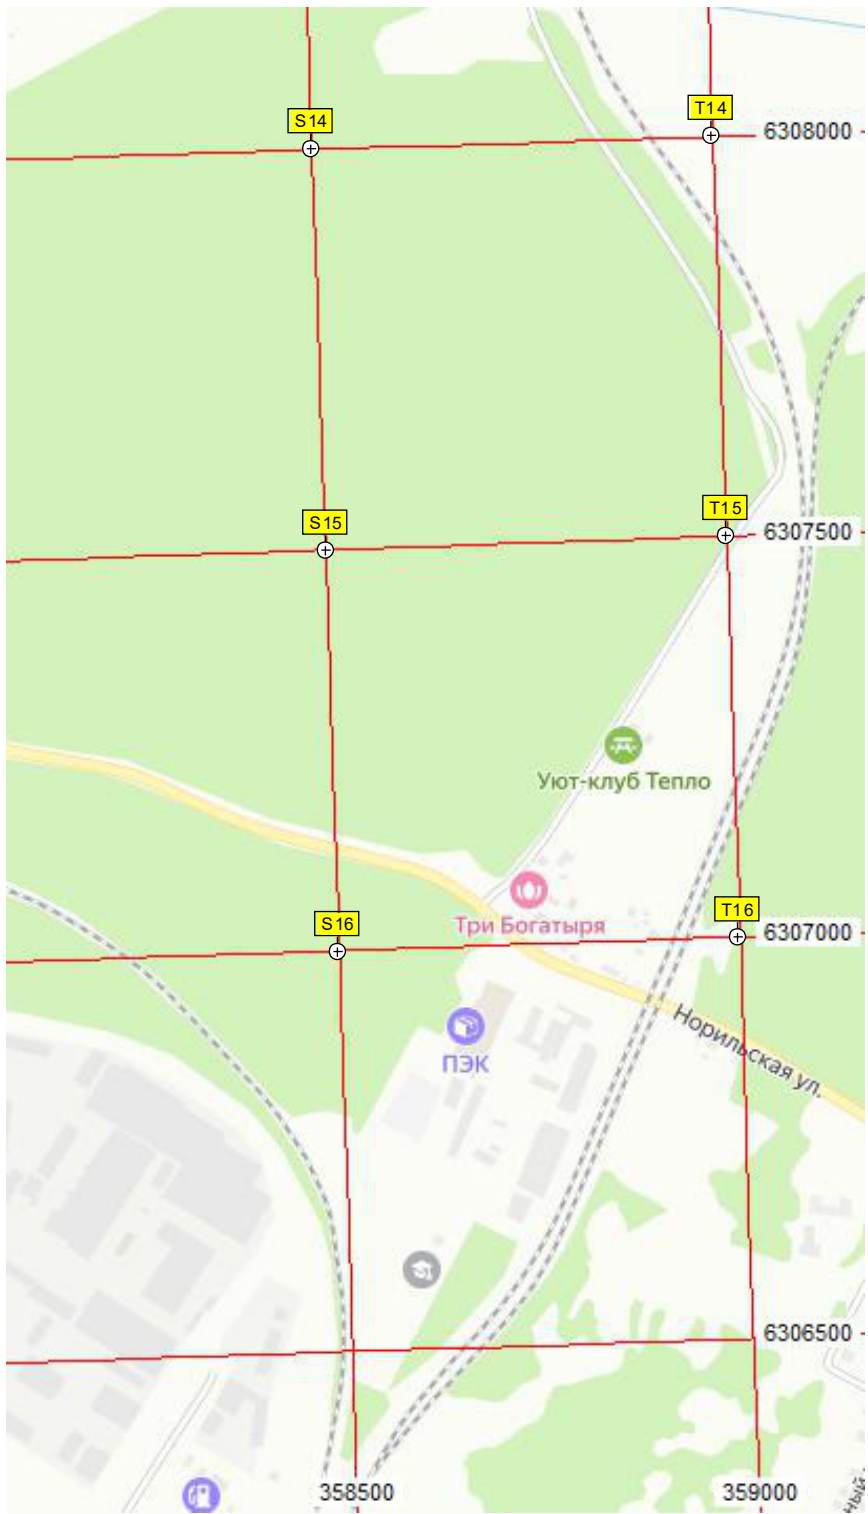 T14
S14
6308000
T15
S15
6307500
Уют-клуб Тепло
T16
S16
Три Богатыря
6307000
Норильская ул.
ПЭК
6306500
358500
359000